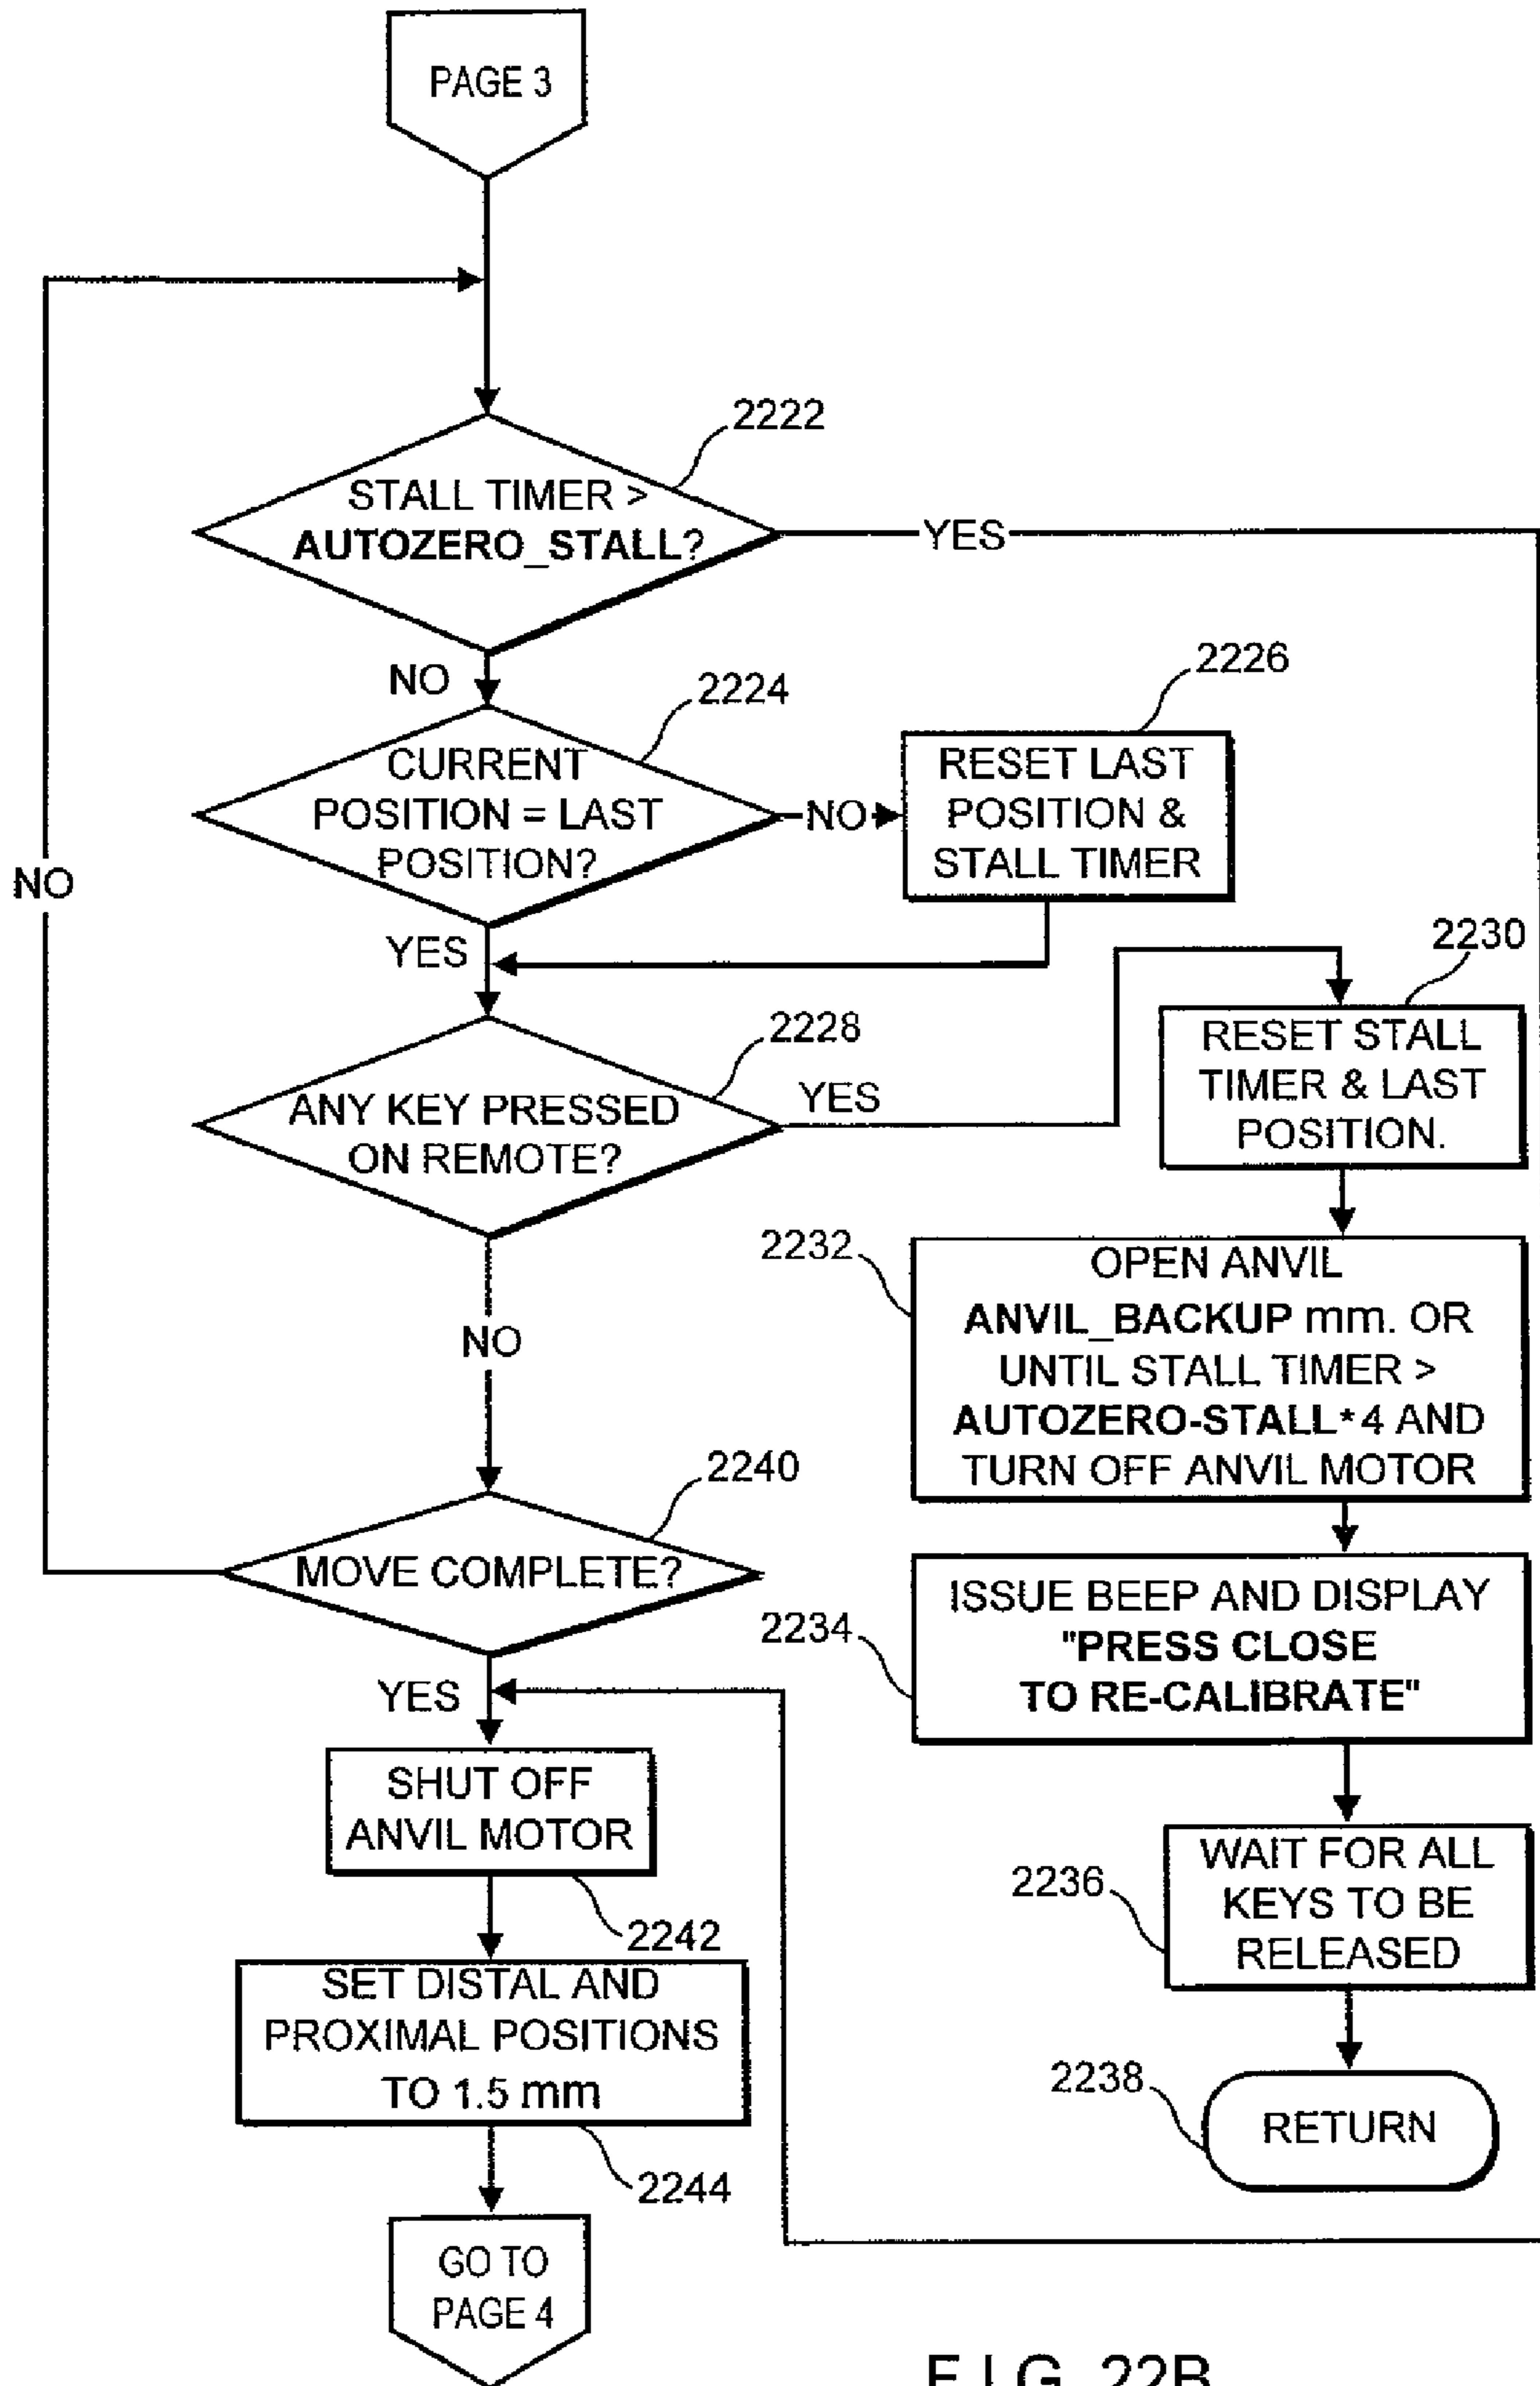 PAGE 3
2222
STALL TIMER >
AUTOZERO_STALL?
YES
NO
2224
CURRENT
POSITION = LAST
POSITION?
NO
2226
RESET LAST
POSITION &
STALL TIMER
NO
YES
2228
ANY KEY PRESSED
ON REMOTE?
YES
2230
RESET STALL
TIMER & LAST
POSITION.
NO
2232
OPEN ANVIL
ANVIL_BACKUP mm. OR
UNTIL STALL TIMER >
AUTOZERO-STALL*4 AND
TURN OFF ANVIL MOTOR
2240
MOVE COMPLETE?
2234
ISSUE BEEP AND DISPLAY
"PRESS CLOSE
TO RE-CALIBRATE"
YES
SHUT OFF
ANVIL MOTOR
2242
2236
WAIT FOR ALL
KEYS TO BE
RELEASED
SET DISTAL AND
PROXIMAL POSITIONS
TO 1.5 mm
2244
2238
RETURN
GO TO
PAGE 4
FIG. 22B